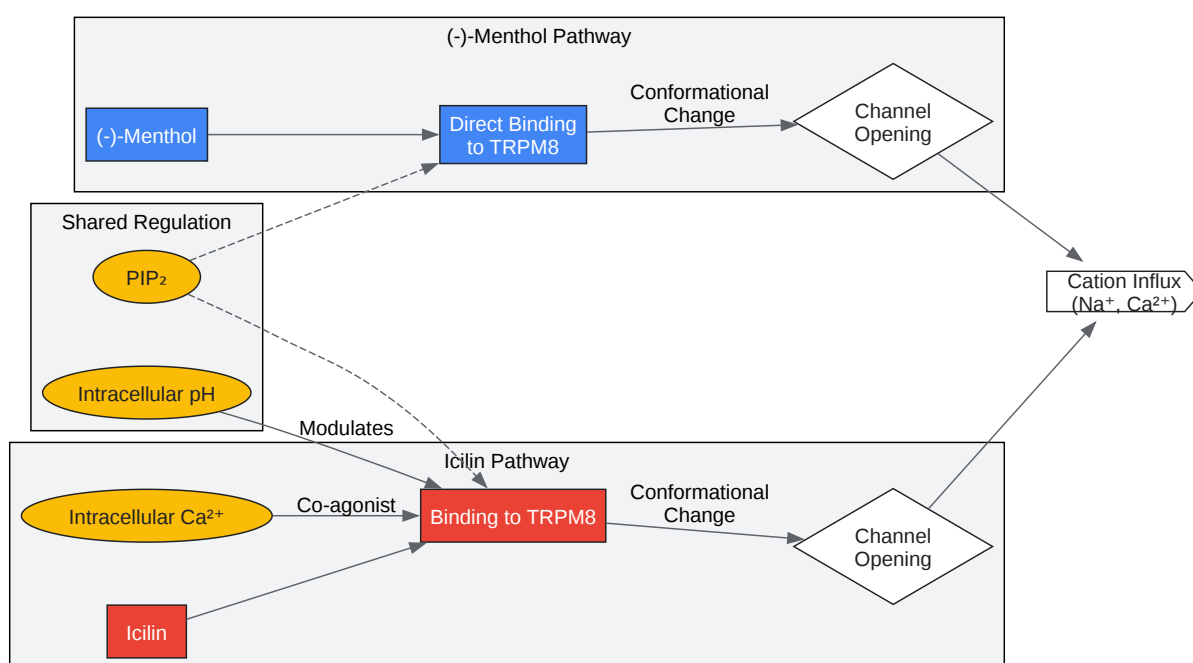 (-)-Menthol Pathway
(-)-Menthol
Direct Binding
to TRPM8
Conformational
Change
Channel
Opening
Shared Regulation
PIP₂
Intracellular pH
Cation Influx
(Na⁺, Ca²⁺)
Modulates
Icilin Pathway
Intracellular Ca²⁺
Co-agonist
Binding to TRPM8
Conformational
Change
Channel
Opening
Icilin